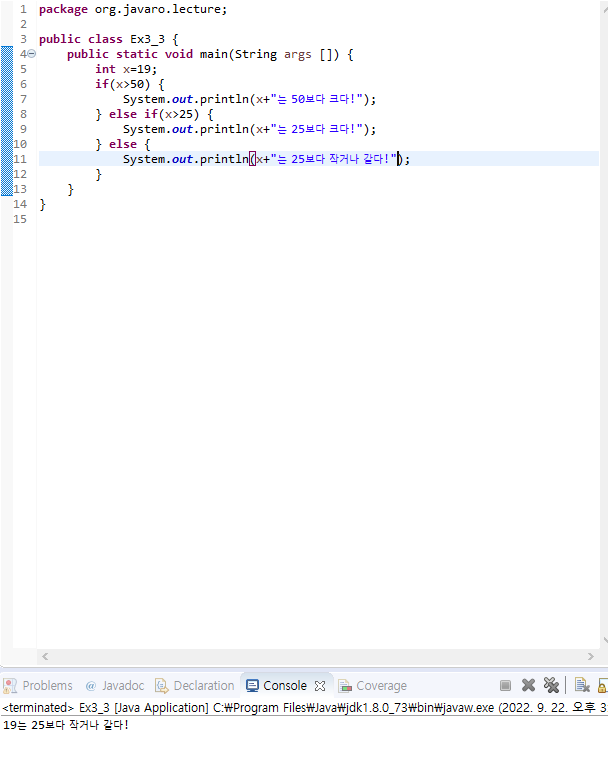 1 package org.javaro.lecture;
2
3 public class Ex3_3 {
4 public static void main(String args []) {
5 int x=19;
6 if(x>50) {
7 System.out.println(x+"는 50보다 크다!");
8 } else if(x>25) {
9 System.out.println(x+"는 25보다 크다!");
10 } else {
11 System.out.println(x+"는 25보다 작거나 같다!");
12 }
13 }
14 }
15
Problems @ Javadoc Declaration Console Coverage
<terminated> Ex3_3 [Java Application] C:₩Program Files₩Java₩jdk1.8.0_73₩bin₩javaw.exe (2022. 9. 22. 오후 3
19는 25보다 작거나 같다!